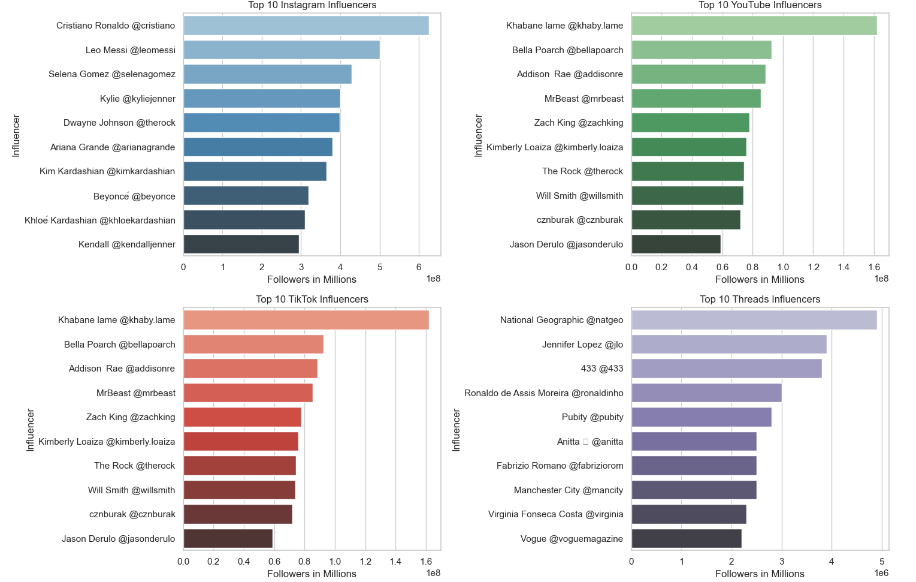 Top 10 Instagram Influencers
Influencer
Cristiano Ronaldo @cristiano
Leo Messi @leomessi
Selena Gomez @selenagomez
Kylie @kyliejenner
Dwayne Johnson @therock
Ariana Grande @arianagrande
Kim Kardashian @kimkardashian
Beyoncé @beyonce
Khloé Kardashian @khloekardashian
Kendall @kendalljenner
0 1 2 3 4 5 6
1e8
Followers in Millions
Top 10 YouTube Influencers
Influencer
Khabane lame @khaby.lame
Bella Poarch @bellapoarch
Addison Rae @addisonre
MrBeast @mrbeast
Zach King @zachking
Kimberly Loaiza @kimberly.loaiza
The Rock @therock
Will Smith @willsmith
cznburak @cznburak
Jason Derulo @jasonderulo
0.0 0.2 0.4 0.6 0.8 1.0 1.2 1.4 1.6
1e8
Followers in Millions
Top 10 TikTok Influencers
Influencer
Khabane lame @khaby.lame
Bella Poarch @bellapoarch
Addison Rae @addisonre
MrBeast @mrbeast
Zach King @zachking
Kimberly Loaiza @kimberly.loaiza
The Rock @therock
Will Smith @willsmith
cznburak @cznburak
Jason Derulo @jasonderulo
0.0 0.2 0.4 0.6 0.8 1.0 1.2 1.4 1.6
1e8
Followers in Millions
Top 10 Threads Influencers
Influencer
National Geographic @natgeo
Jennifer Lopez @jlo
433 @433
Ronaldo de Assis Moreira @ronaldinho
Pubity @pubity
Anitta ▯ @anitta
Fabrizio Romano @fabriziorom
Manchester City @mancity
Virginia Fonseca Costa @virginia
Vogue @voguemagazine
0 1 2 3 4 5
1e6
Followers in Millions